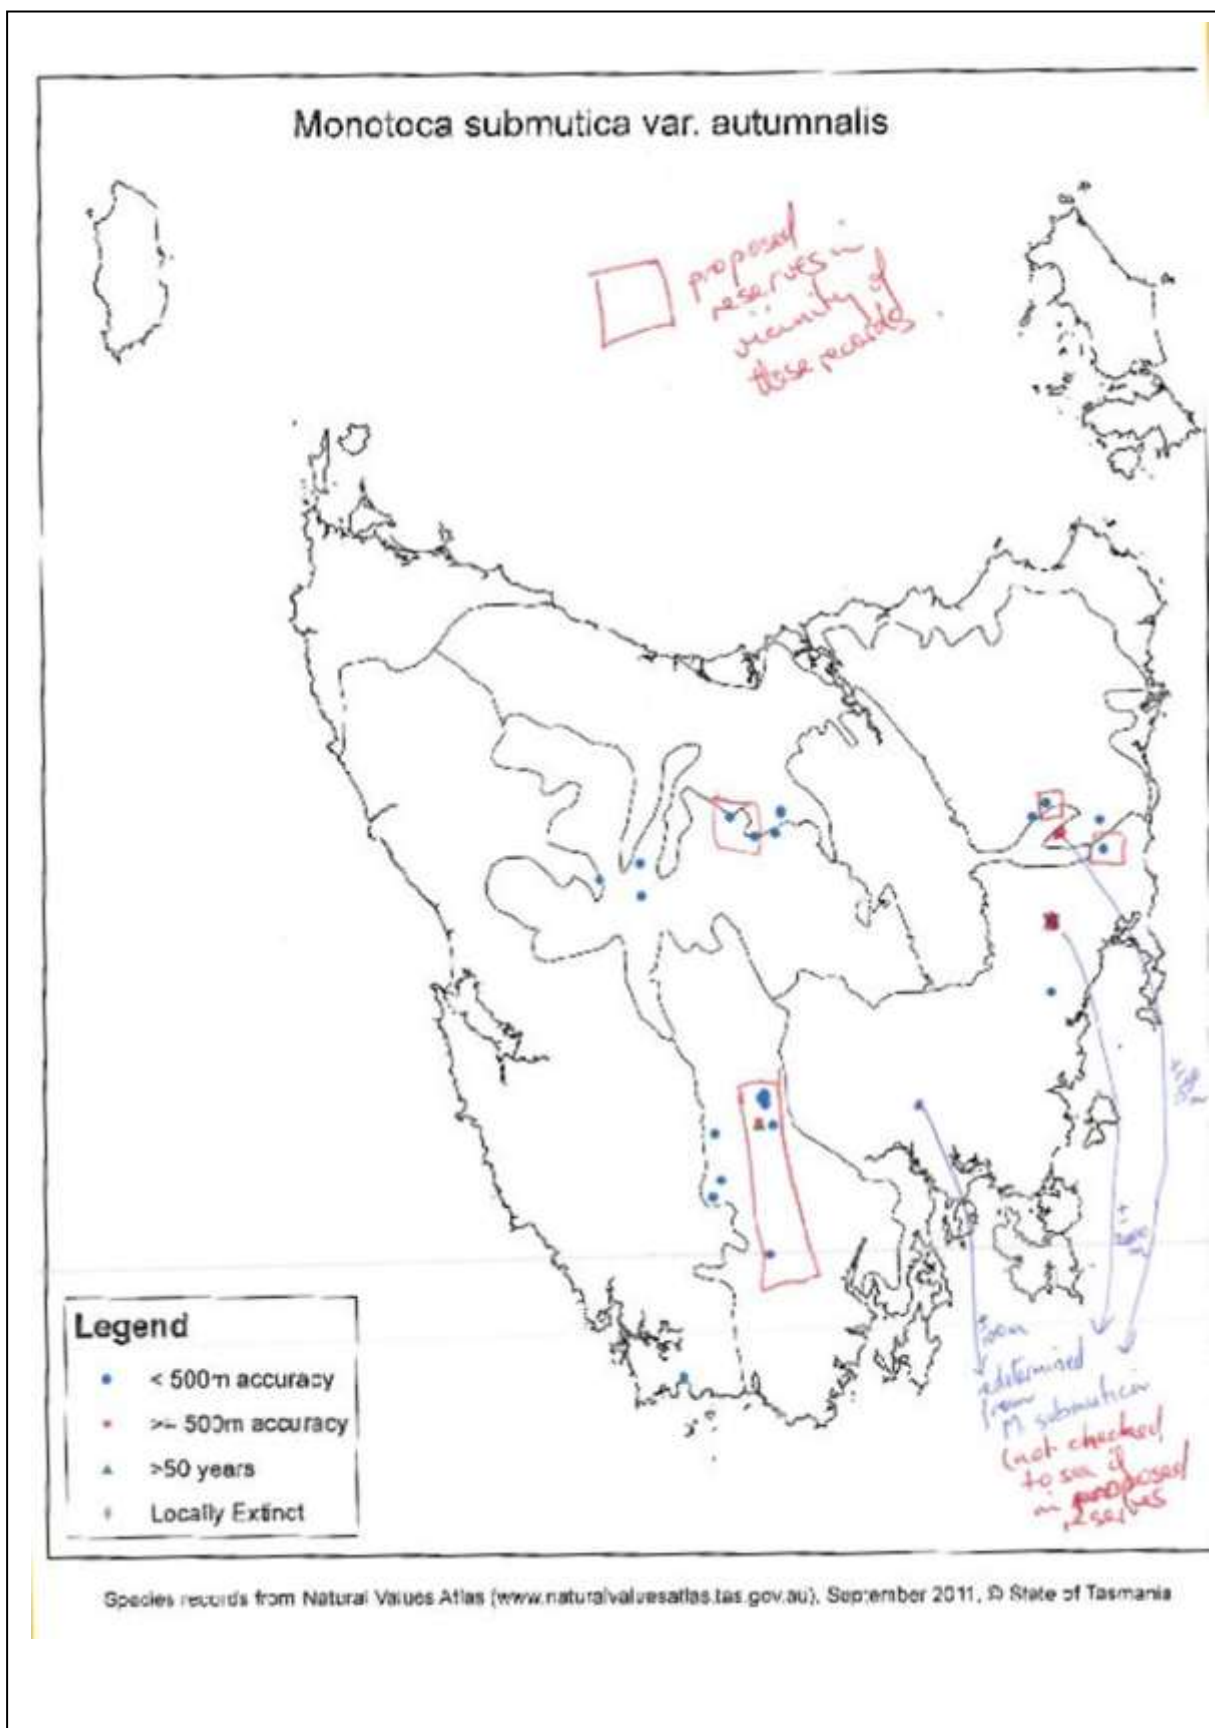 Monotoca submutica var. autumnalis
proposed
reserves in
vicinity of
these records
Legend
< 500m accuracy
>= 500m accuracy
>50 years
Locally Extinct
±
100m
redetermined
from
M submutica
(not checked
to see if
in proposed
reserves
±
m
±
m
Species records from Natural Values Atlas (www.naturalvaluesatlas.tas.gov.au), September 2011, © State of Tasmania